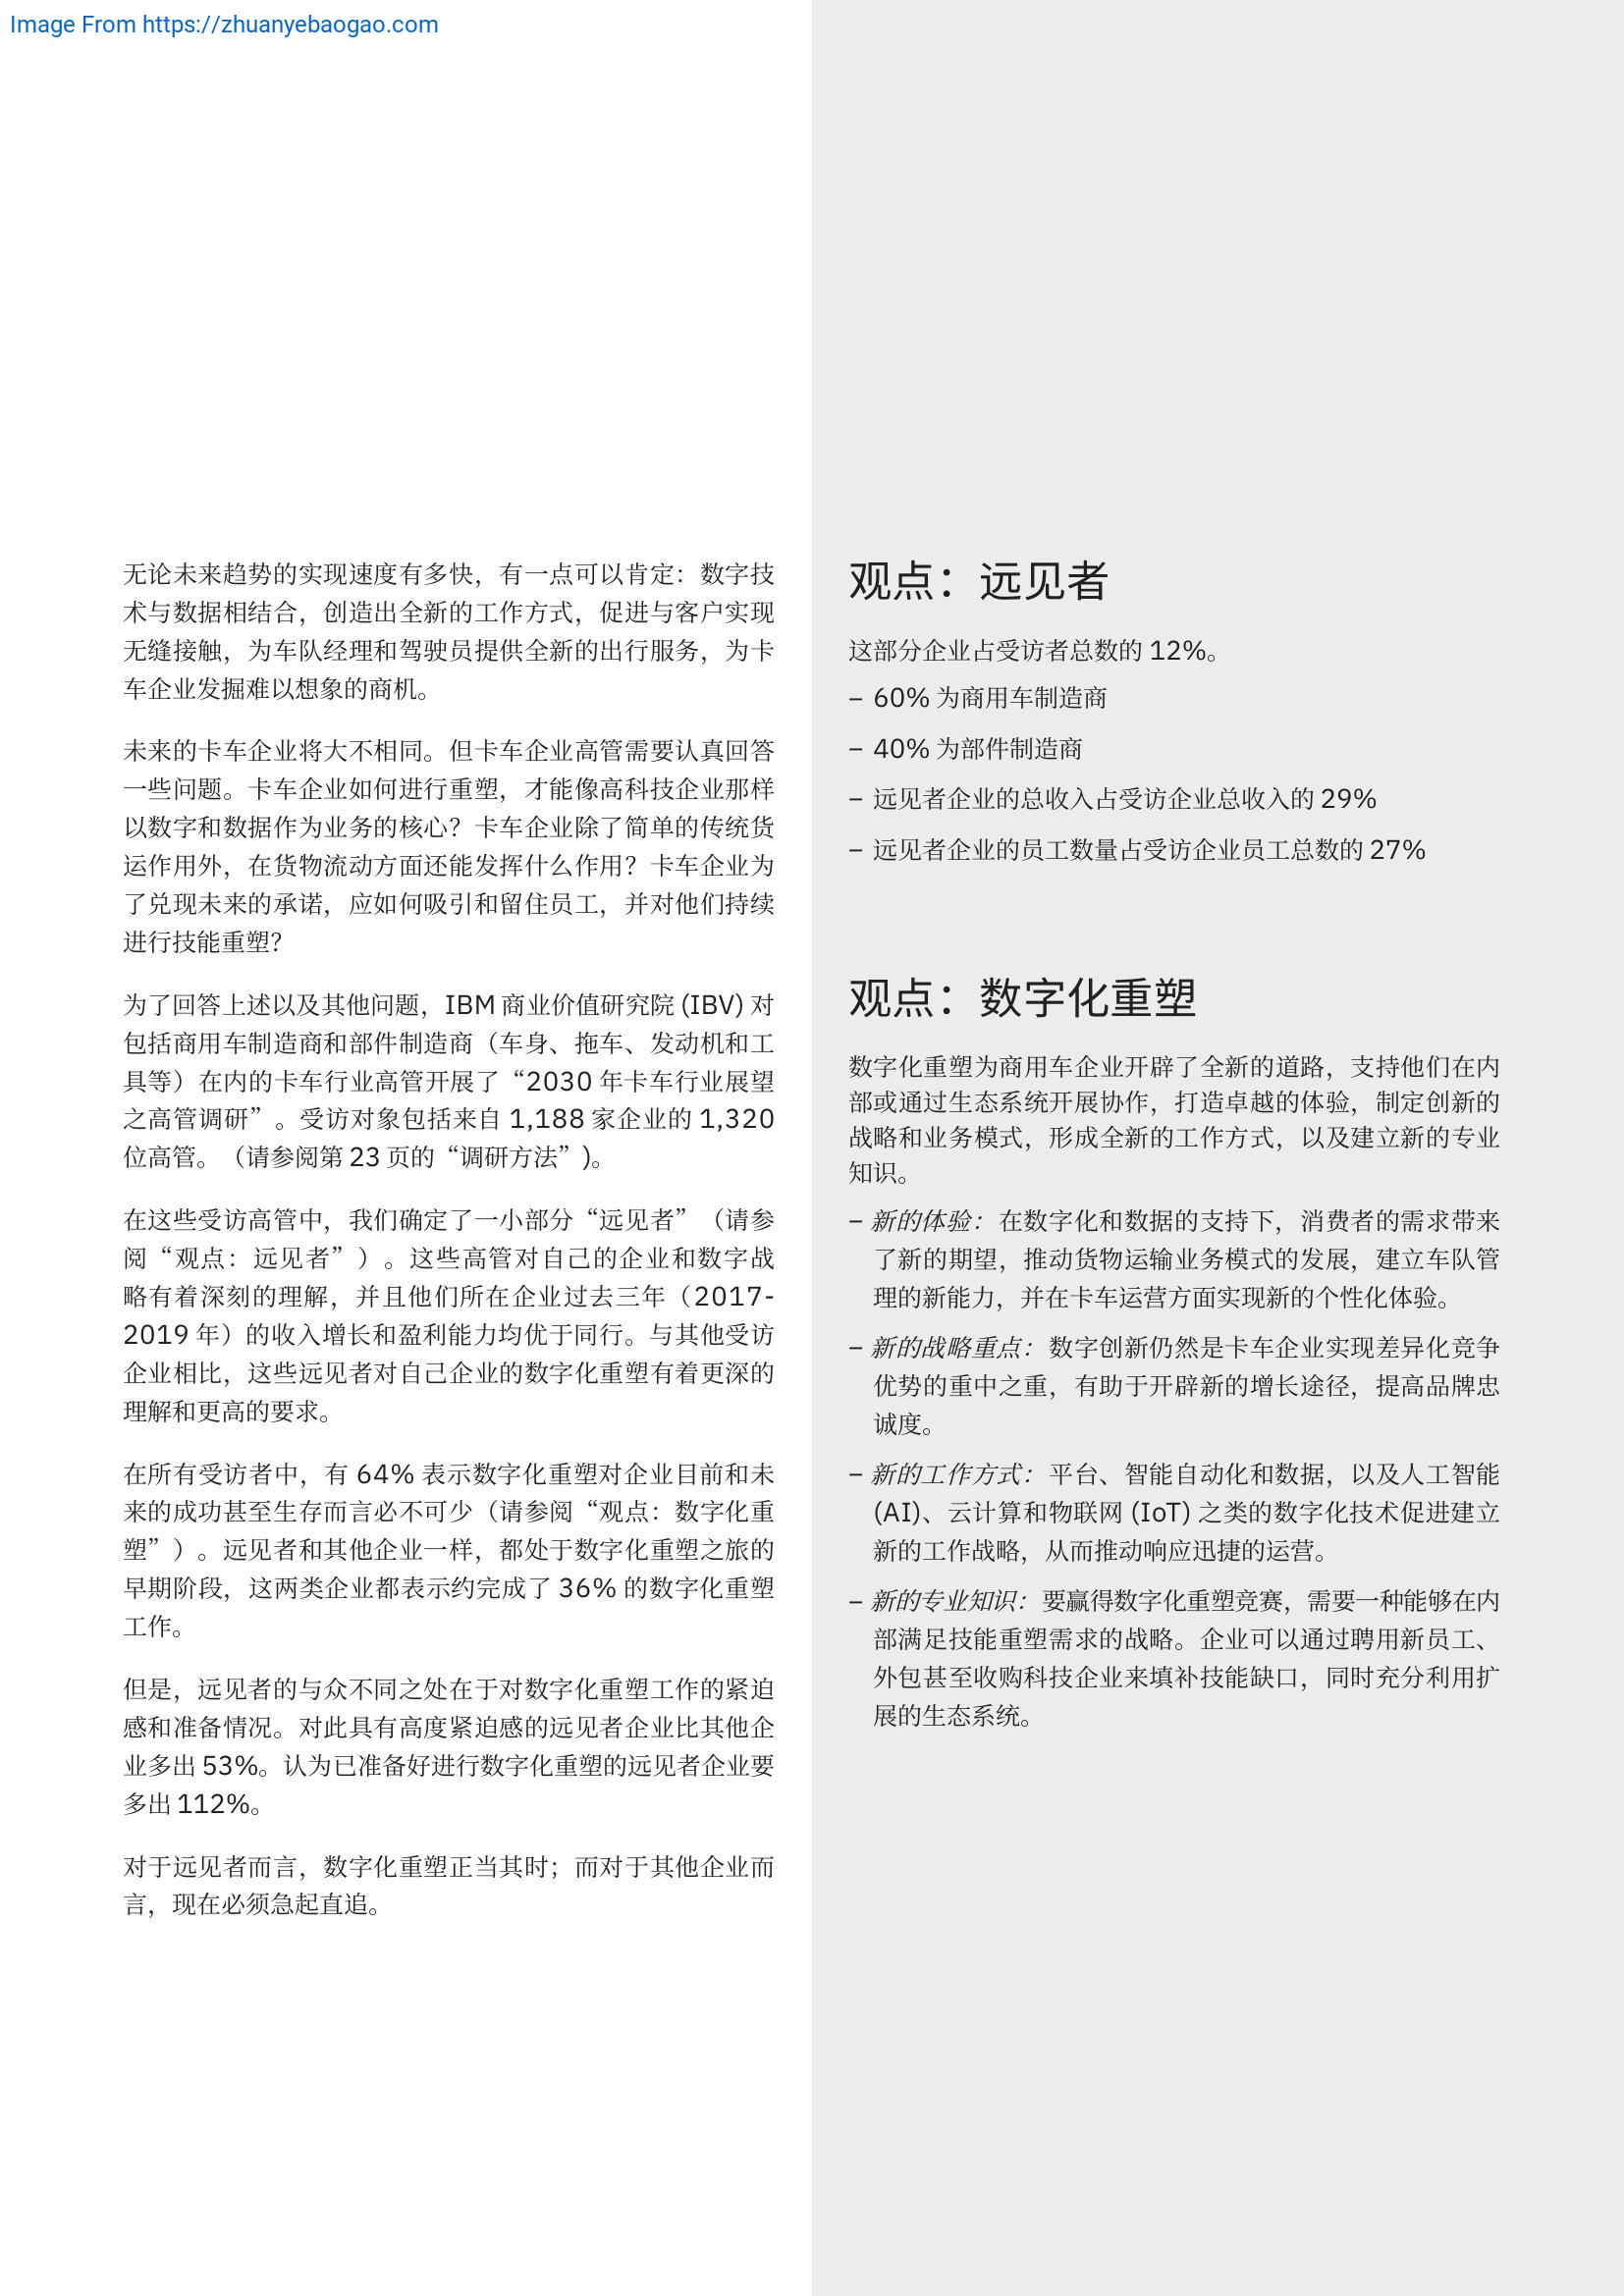 Image From https://zhuanyebaogao.com
无论未来趋势的实现速度有多快，有一点可以肯定：数字技
术与数据相结合，创造出全新的工作方式，促进与客户实现
无缝接触，为车队经理和驾驶员提供全新的出行服务，为卡
车企业发掘难以想象的商机。
未来的卡车企业将大不相同。但卡车企业高管需要认真回答
一些问题。卡车企业如何进行重塑，才能像高科技企业那样
以数字和数据作为业务的核心？卡车企业除了简单的传统货
运作用外，在货物流动方面还能发挥什么作用？卡车企业为
了兑现未来的承诺，应如何吸引和留住员工，并对他们持续
进行技能重塑？
为了回答上述以及其他问题，IBM 商业价值研究院 (IBV) 对
包括商用车制造商和部件制造商（车身、拖车、发动机和工
具等）在内的卡车行业高管开展了“2030 年卡车行业展望
之高管调研”。受访对象包括来自 1,188 家企业的 1,320
位高管。（请参阅第 23 页的“调研方法”）。
在这些受访高管中，我们确定了一小部分“远见者”（请参
阅“观点：远见者”）。这些高管对自己的企业和数字战
略有着深刻的理解，并且他们所在企业过去三年（2017-
2019 年）的收入增长和盈利能力均优于同行。与其他受访
企业相比，这些远见者对自己企业的数字化重塑有着更深的
理解和更高的要求。
在所有受访者中，有 64% 表示数字化重塑对企业目前和未
来的成功甚至生存而言必不可少（请参阅“观点：数字化重
塑”）。远见者和其他企业一样，都处于数字化重塑之旅的
早期阶段，这两类企业都表示约完成了 36% 的数字化重塑
工作。
但是，远见者的与众不同之处在于对数字化重塑工作的紧迫
感和准备情况。对此具有高度紧迫感的远见者企业比其他企
业多出 53%。认为已准备好进行数字化重塑的远见者企业要
多出 112%。
对于远见者而言，数字化重塑正当其时；而对于其他企业而
言，现在必须急起直追。
观点：远见者
这部分企业占受访者总数的 12%。
– 60% 为商用车制造商
– 40% 为部件制造商
– 远见者企业的总收入占受访企业总收入的 29%
– 远见者企业的员工数量占受访企业员工总数的 27%
观点：数字化重塑
数字化重塑为商用车企业开辟了全新的道路，支持他们在内
部或通过生态系统开展协作，打造卓越的体验，制定创新的
战略和业务模式，形成全新的工作方式，以及建立新的专业
知识。
– 新的体验：在数字化和数据的支持下，消费者的需求带来
了新的期望，推动货物运输业务模式的发展，建立车队管
理的新能力，并在卡车运营方面实现新的个性化体验。
– 新的战略重点：数字创新仍然是卡车企业实现差异化竞争
优势的重中之重，有助于开辟新的增长途径，提高品牌忠
诚度。
– 新的工作方式：平台、智能自动化和数据，以及人工智能
(AI)、云计算和物联网 (IoT) 之类的数字化技术促进建立
新的工作战略，从而推动响应迅捷的运营。
– 新的专业知识：要赢得数字化重塑竞赛，需要一种能够在内
部满足技能重塑需求的战略。企业可以通过聘用新员工、
外包甚至收购科技企业来填补技能缺口，同时充分利用扩
展的生态系统。